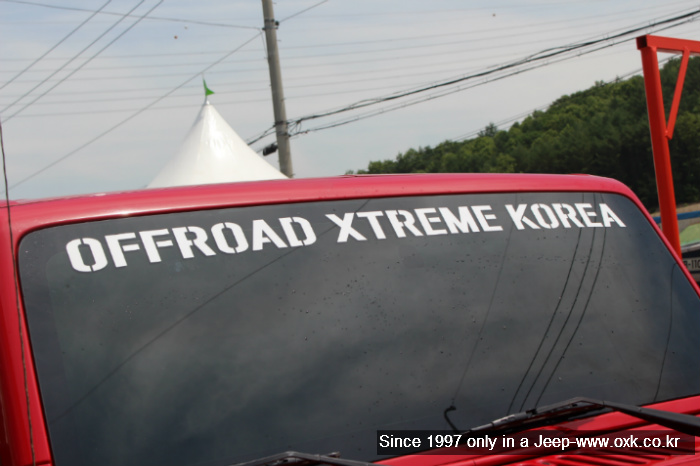 OFFROAD XTREME KOREA
Since 1997 only in a Jeep-www.oxk.co.kr